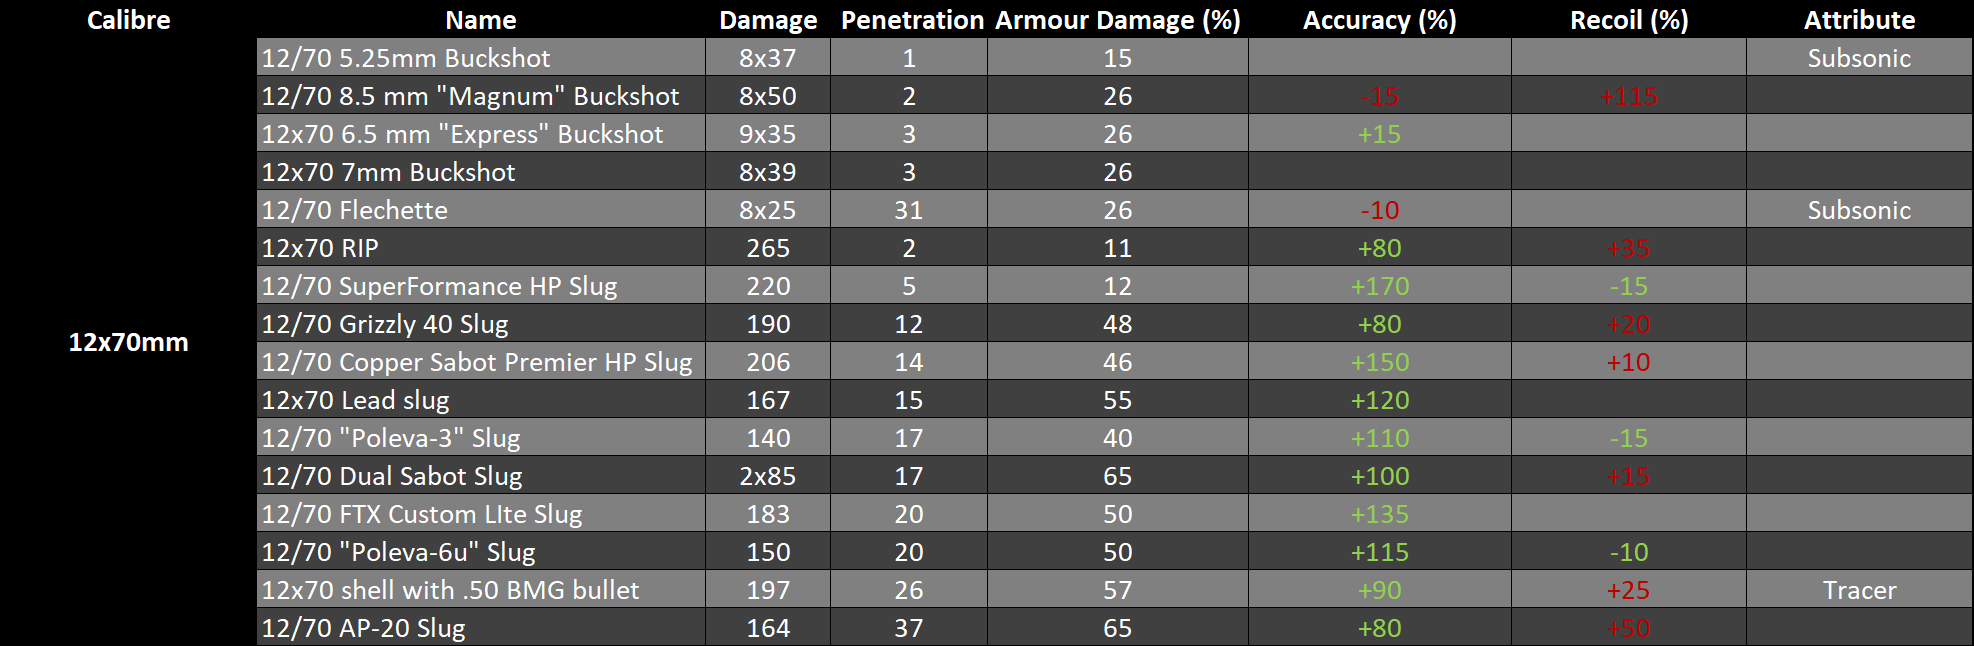 Calibre Name Damage Penetration Armour Damage (%) Accuracy (%) Recoil (%) Attribute
12/70 5.25mm Buckshot 8x37 1 15 Subsonic
12/70 8.5 mm "Magnum" Buckshot 8x50 2 26 -15 +115
12x70 6.5 mm "Express" Buckshot 9x35 3 26 +15
12x70 7mm Buckshot 8x39 3 26
12/70 Flechette 8x25 31 26 -10 Subsonic
12x70 RIP 265 2 11 +80 +35
12/70 SuperFormance HP Slug 220 5 12 +170 -15
12/70 Grizzly 40 Slug 190 12 48 +80 +20
12x70mm
12/70 Copper Sabot Premier HP Slug 206 14 46 +150 +10
12x70 Lead slug 167 15 55 +120
12/70 "Poleva-3" Slug 140 17 40 +110 -15
12/70 Dual Sabot Slug 2x85 17 65 +100 +15
12/70 FTX Custom LIte Slug 183 20 50 +135
12/70 "Poleva-6u" Slug 150 20 50 +115 -10
12x70 shell with .50 BMG bullet 197 26 57 +90 +25 Tracer
12/70 AP-20 Slug 164 37 65 +80 +50